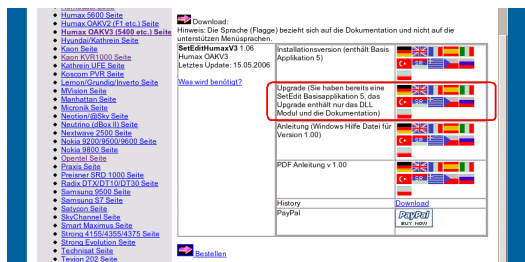 Humax 5600 Seite
Humax OAKV2 (F1 etc.) Seite
Humax OAKV3 (5400 etc.) Seite
Hyundai/Kathrein Seite
Kaon Seite
Kaon KVR1000 Seite
Kathrein UFE Seite
Koscom PVR Seite
Lemon/Grundig/Inverto Seite
MVision Seite
Manhattan Seite
Micronik Seite
Neotion/@Sky Seite
Neutrino (dBox II) Seite
Nextwave 2500 Seite
Nokia 9200/9500/9600 Seite
Nokia 9800 Seite
Opentel Seite
Praxis Seite
Preisner SRD 1000 Seite
Radix DTX/DT10/DT30 Seite
Samsung 9500 Seite
Samsung S7 Seite
Satycon Seite
SkyChannel Seite
Smart Maximus Seite
Strong 4155/4355/4375 Seite
Strong Evolution Seite
Technisat Seite
Tevion 202 Seite
Download:
Hinweis: Die Sprache (Flagge) bezieht sich auf die Dokumentation und nicht auf die
unterstützen Menüsprachen.
SetEditHumaxV3 1.06
Humax OAKV3
Letztes Update: 15.05.2006
Was wird benötigt?
Installationsversion (enthält Basis
Applikation 5)
Upgrade (Sie haben bereits eine
SetEdit Basisapplikation 5, das
Upgrade enthält nur das DLL
Modul und die Dokumentation)
Anleitung (Windows Hilfe Datei für
Version 1.00)
PDF Anleitung v 1.00
History
Download
PayPal
PayPal
BUY NOW
Bestellen